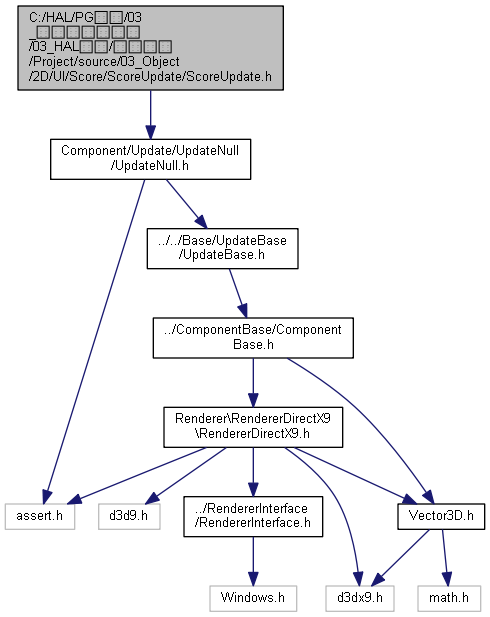 C:/HAL/PG□□/03
_□□□□□□□□
/03_HAL□□/□□□□
/Project/source/03_Object
/2D/UI/Score/ScoreUpdate/ScoreUpdate.h
Component/Update/UpdateNull
/UpdateNull.h
../../Base/UpdateBase
/UpdateBase.h
../ComponentBase/Component
Base.h
Renderer\RendererDirectX9
\RendererDirectX9.h
assert.h
d3d9.h
../RendererInterface
/RendererInterface.h
Vector3D.h
Windows.h
d3dx9.h
math.h